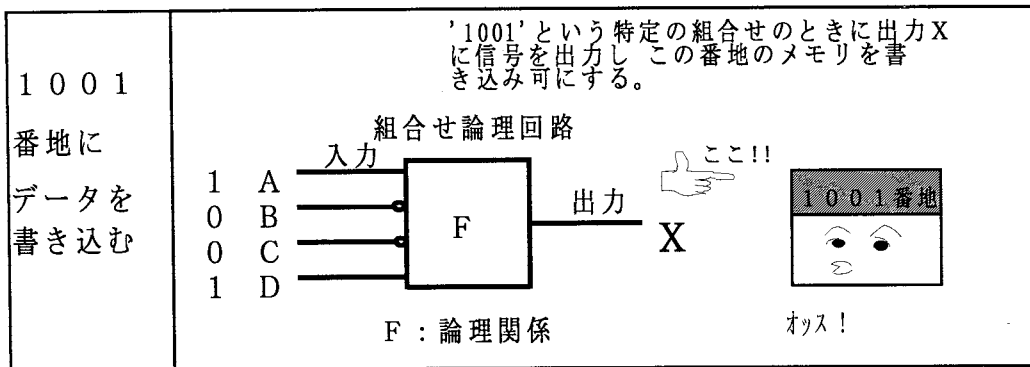 1001
番地に
データを
書き込む
'1001'という特定の組合せのときに出力X
に信号を出力し この番地のメモリを書
き込み可にする。
組合せ論理回路
入力
1 A
0 B
0 C
1 D
F
出力
X
ここ!!
1001番地
オッス!
F:論理関係